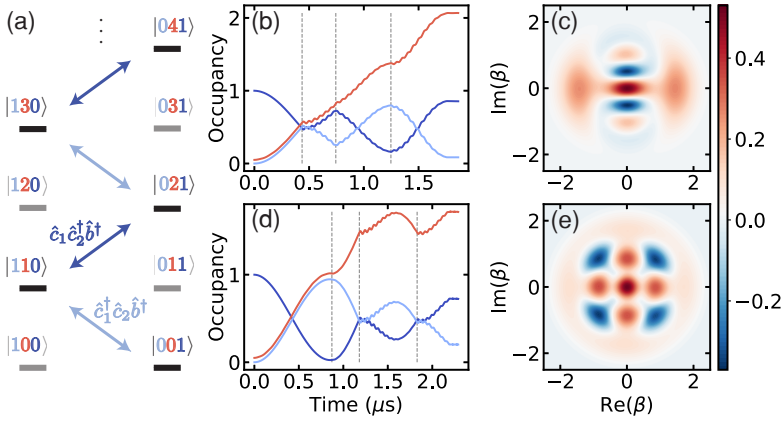 (a)
⋮
|041⟩
|130⟩
|031⟩
|120⟩
|021⟩
ĉ₁ĉ₂†b̂†
|110⟩
|011⟩
ĉ₁†ĉ₂b̂†
|100⟩
|001⟩
(b)
Occupancy
2
1
0
0.0 0.5 1.0 1.5
(c)
Im(β)
2
0
−2
−2 0 2
(d)
Occupancy
1
0
0.0 0.5 1.0 1.5 2.0
Time (μs)
(e)
Im(β)
2
0
−2
−2 0 2
Re(β)
0.4
0.2
0.0
−0.2